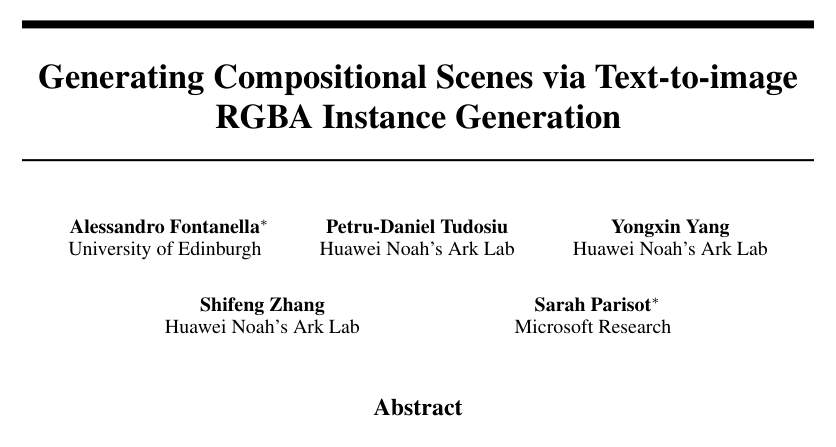 Generating Compositional Scenes via Text-to-image
RGBA Instance Generation
Alessandro Fontanella* Petru-Daniel Tudosiu Yongxin Yang
University of Edinburgh Huawei Noah's Ark Lab Huawei Noah's Ark Lab
Shifeng Zhang Sarah Parisot*
Huawei Noah's Ark Lab Microsoft Research
Abstract